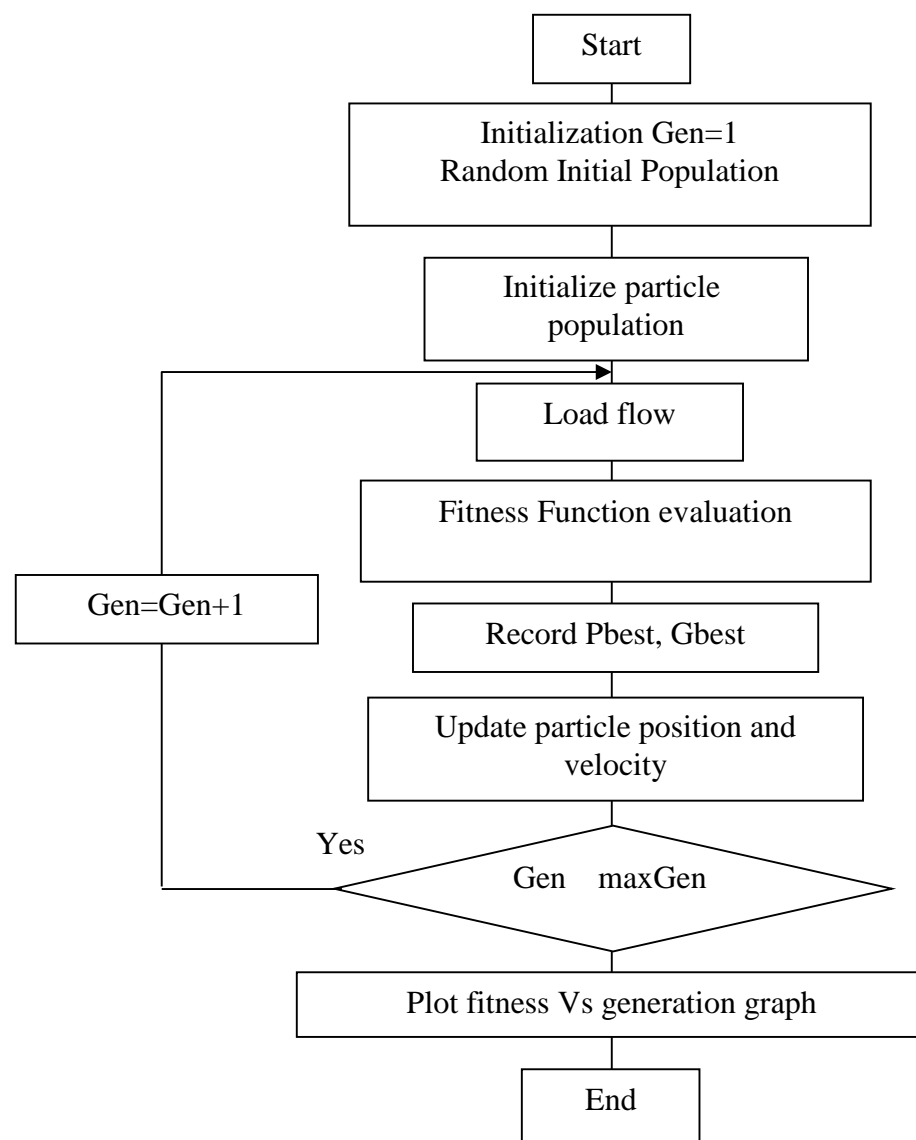 Start
Initialization Gen=1
Random Initial Population
Initialize particle
population
Load flow
Fitness Function evaluation
Gen=Gen+1
Record Pbest, Gbest
Update particle position and
velocity
Yes
Gen maxGen
Plot fitness Vs generation graph
End